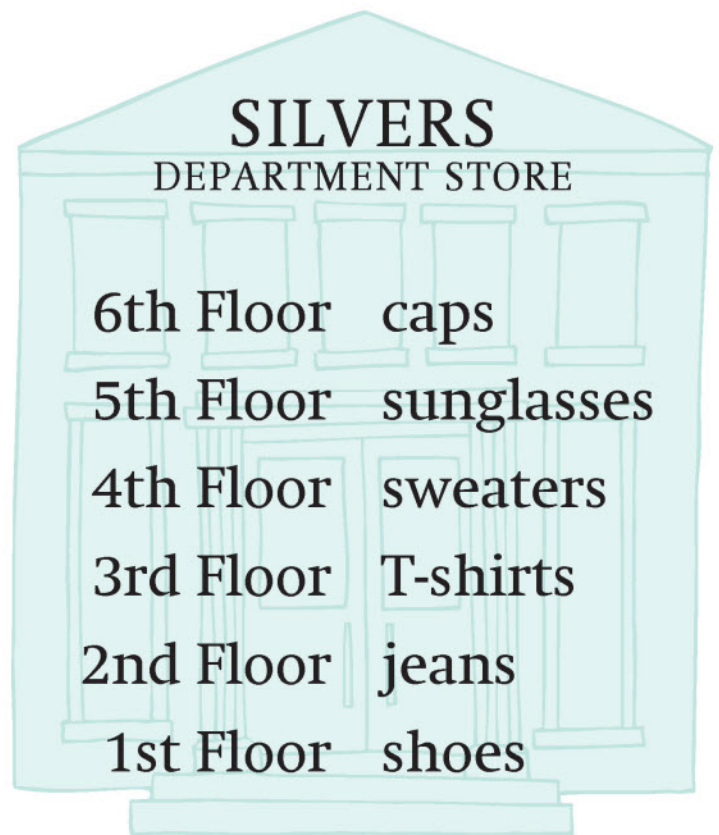 SILVERS
DEPARTMENT STORE
6th Floor caps
5th Floor sunglasses
4th Floor sweaters
3rd Floor T-shirts
2nd Floor jeans
1st Floor shoes